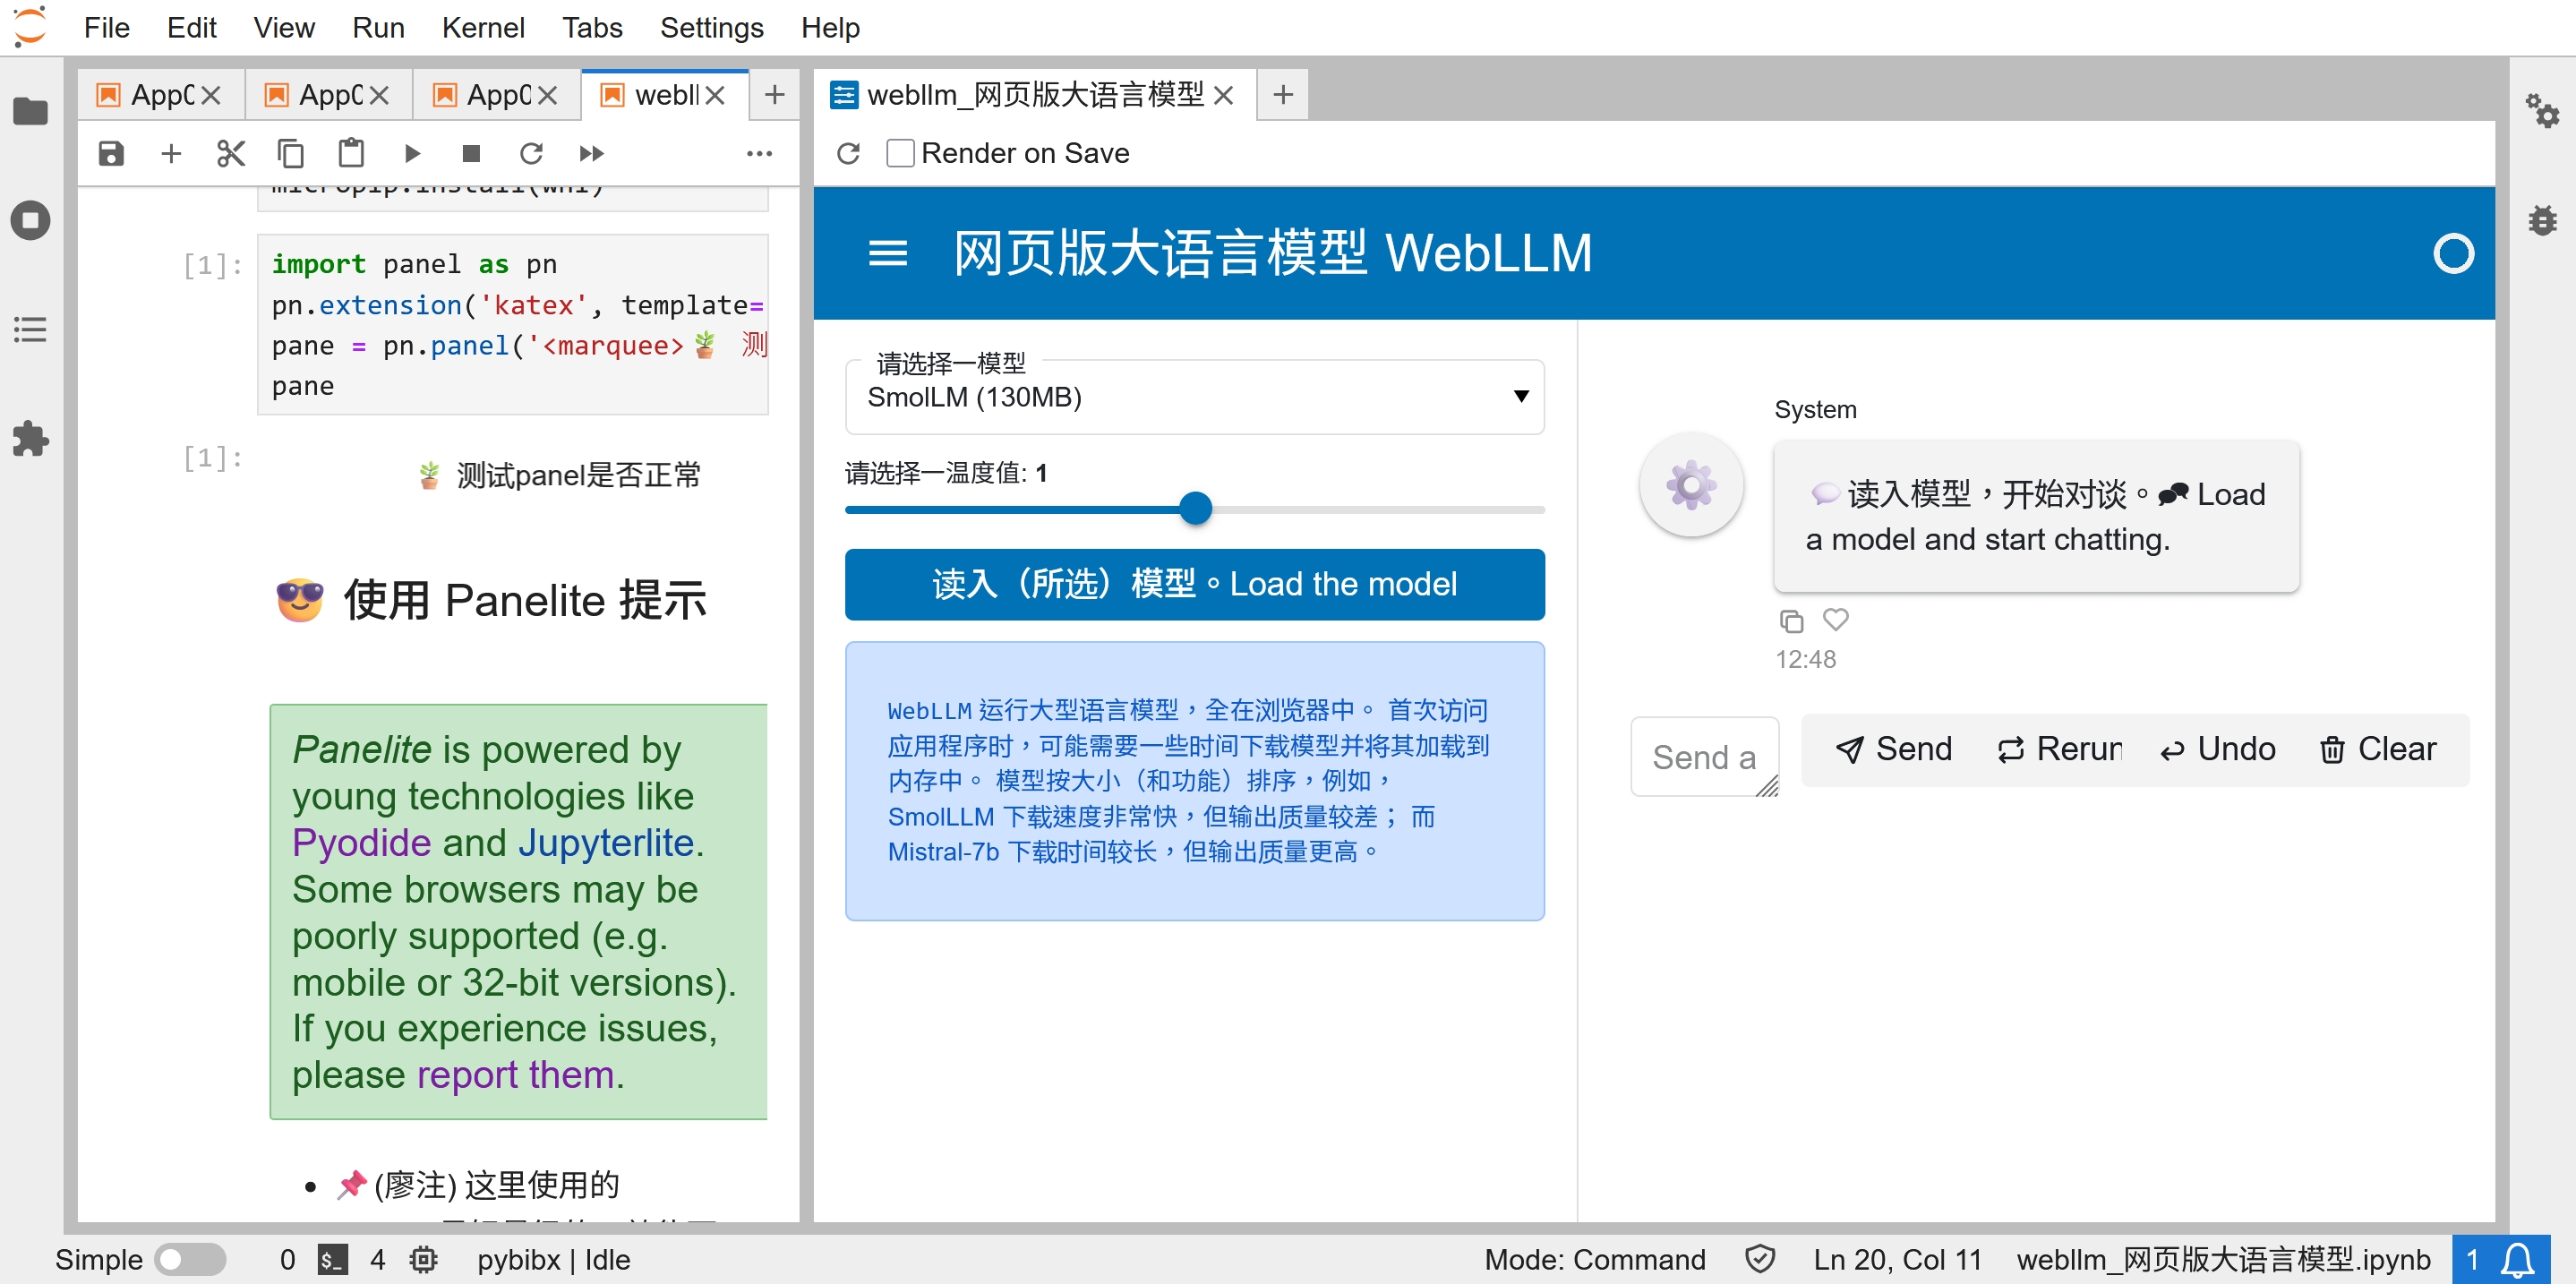 File Edit View Run Kernel Tabs Settings Help
App0 App0 App0 webll
webllm_网页版大语言模型
Render on Save
micropip.install(whl)
[1]: import panel as pn
pn.extension('katex', template=
pane = pn.panel('<marquee>🪴 测
pane
[1]: 🪴 测试panel是否正常
😎 使用 Panelite 提示
Panelite is powered by
young technologies like
Pyodide and Jupyterlite.
Some browsers may be
poorly supported (e.g.
mobile or 32-bit versions).
If you experience issues,
please report them.
• 📌 (廖注) 这里使用的
网页版大语言模型 WebLLM
请选择一模型
SmolLM (130MB)
请选择一温度值: 1
读入（所选）模型。Load the model
WebLLM 运行大型语言模型，全在浏览器中。 首次访问
应用程序时，可能需要一些时间下载模型并将其加载到
内存中。 模型按大小（和功能）排序，例如，
SmolLLM 下载速度非常快，但输出质量较差； 而
Mistral-7b 下载时间较长，但输出质量更高。
System
💬读入模型，开始对谈。🗪 Load
a model and start chatting.
12:48
Send a
Send Rerun Undo Clear
Simple 0 $_ 4 pybibx | Idle
Mode: Command Ln 20, Col 11 webllm_网页版大语言模型.ipynb 1